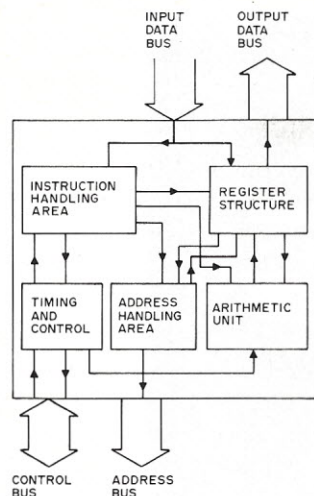 INPUT
DATA
BUS
OUTPUT
DATA
BUS
INSTRUCTION
HANDLING
AREA
REGISTER
STRUCTURE
TIMING
AND
CONTROL
ADDRESS
HANDLING
AREA
ARITHMETIC
UNIT
CONTROL
BUS
ADDRESS
BUS